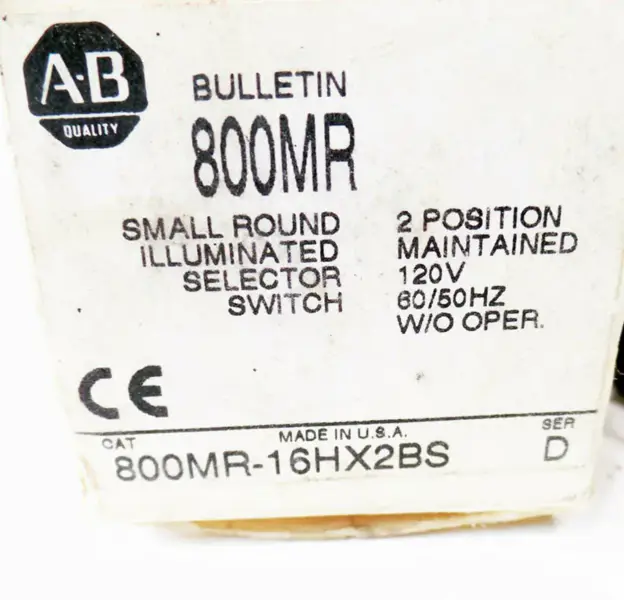 A-B
QUALITY
BULLETIN
800MR
SMALL ROUND
ILLUMINATED
SELECTOR
SWITCH
2 POSITION
MAINTAINED
120V
60/50HZ
W/O OPER.
CE
MADE IN U.S.A.
CAT
800MR-16HX2BS
SER
D